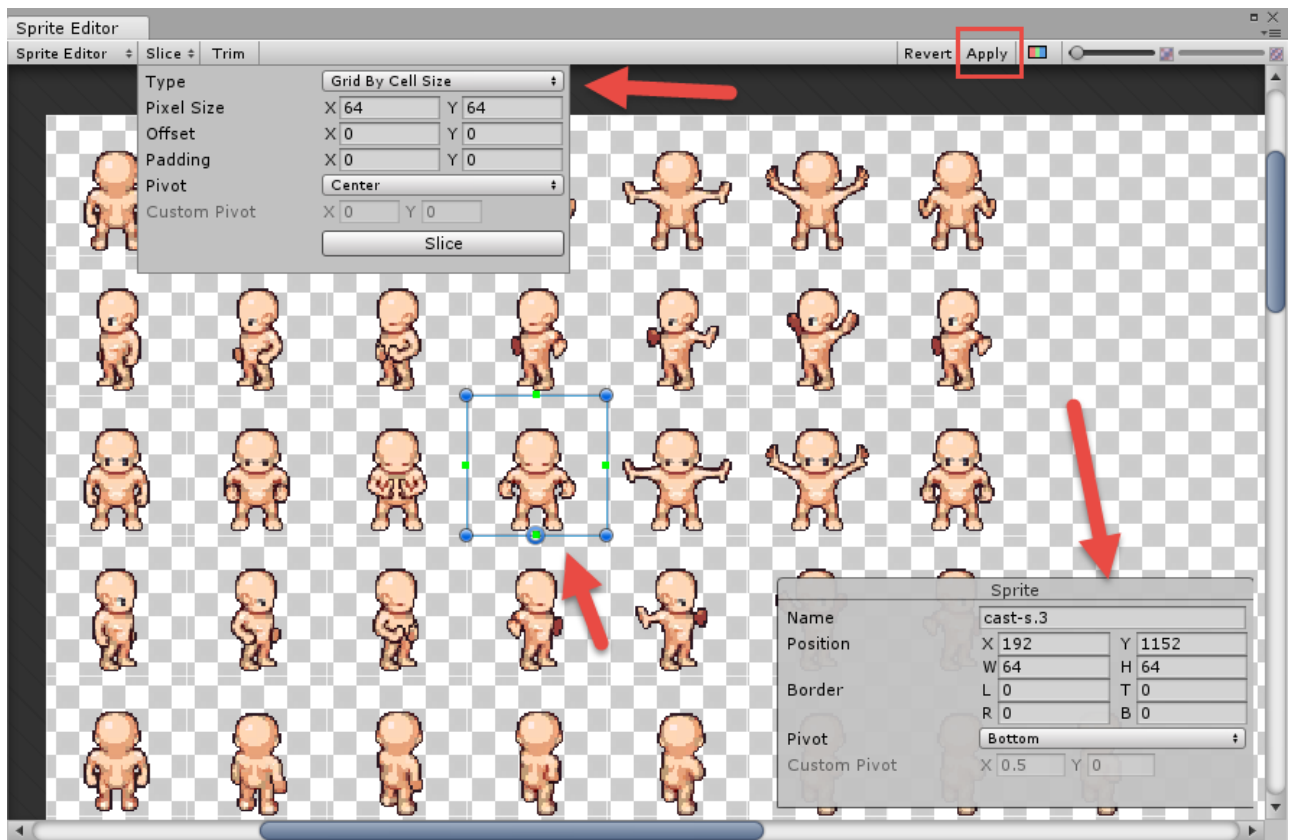 Sprite Editor
Sprite Editor Slice Trim Revert Apply
Type Grid By Cell Size
Pixel Size X 64 Y 64
Offset X 0 Y 0
Padding X 0 Y 0
Pivot Center
Custom Pivot X 0 Y 0
Slice
Sprite
Name cast-s.3
Position X 192 Y 1152
W 64 H 64
Border L 0 T 0
R 0 B 0
Pivot Bottom
Custom Pivot X 0.5 Y 0